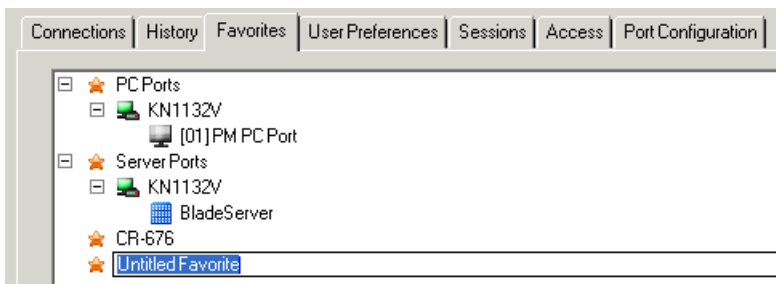 Connections History Favorites User Preferences Sessions Access Port Configuration
PC Ports
KN1132V
[01] PM PC Port
Server Ports
KN1132V
BladeServer
CR-676
Untitled Favorite